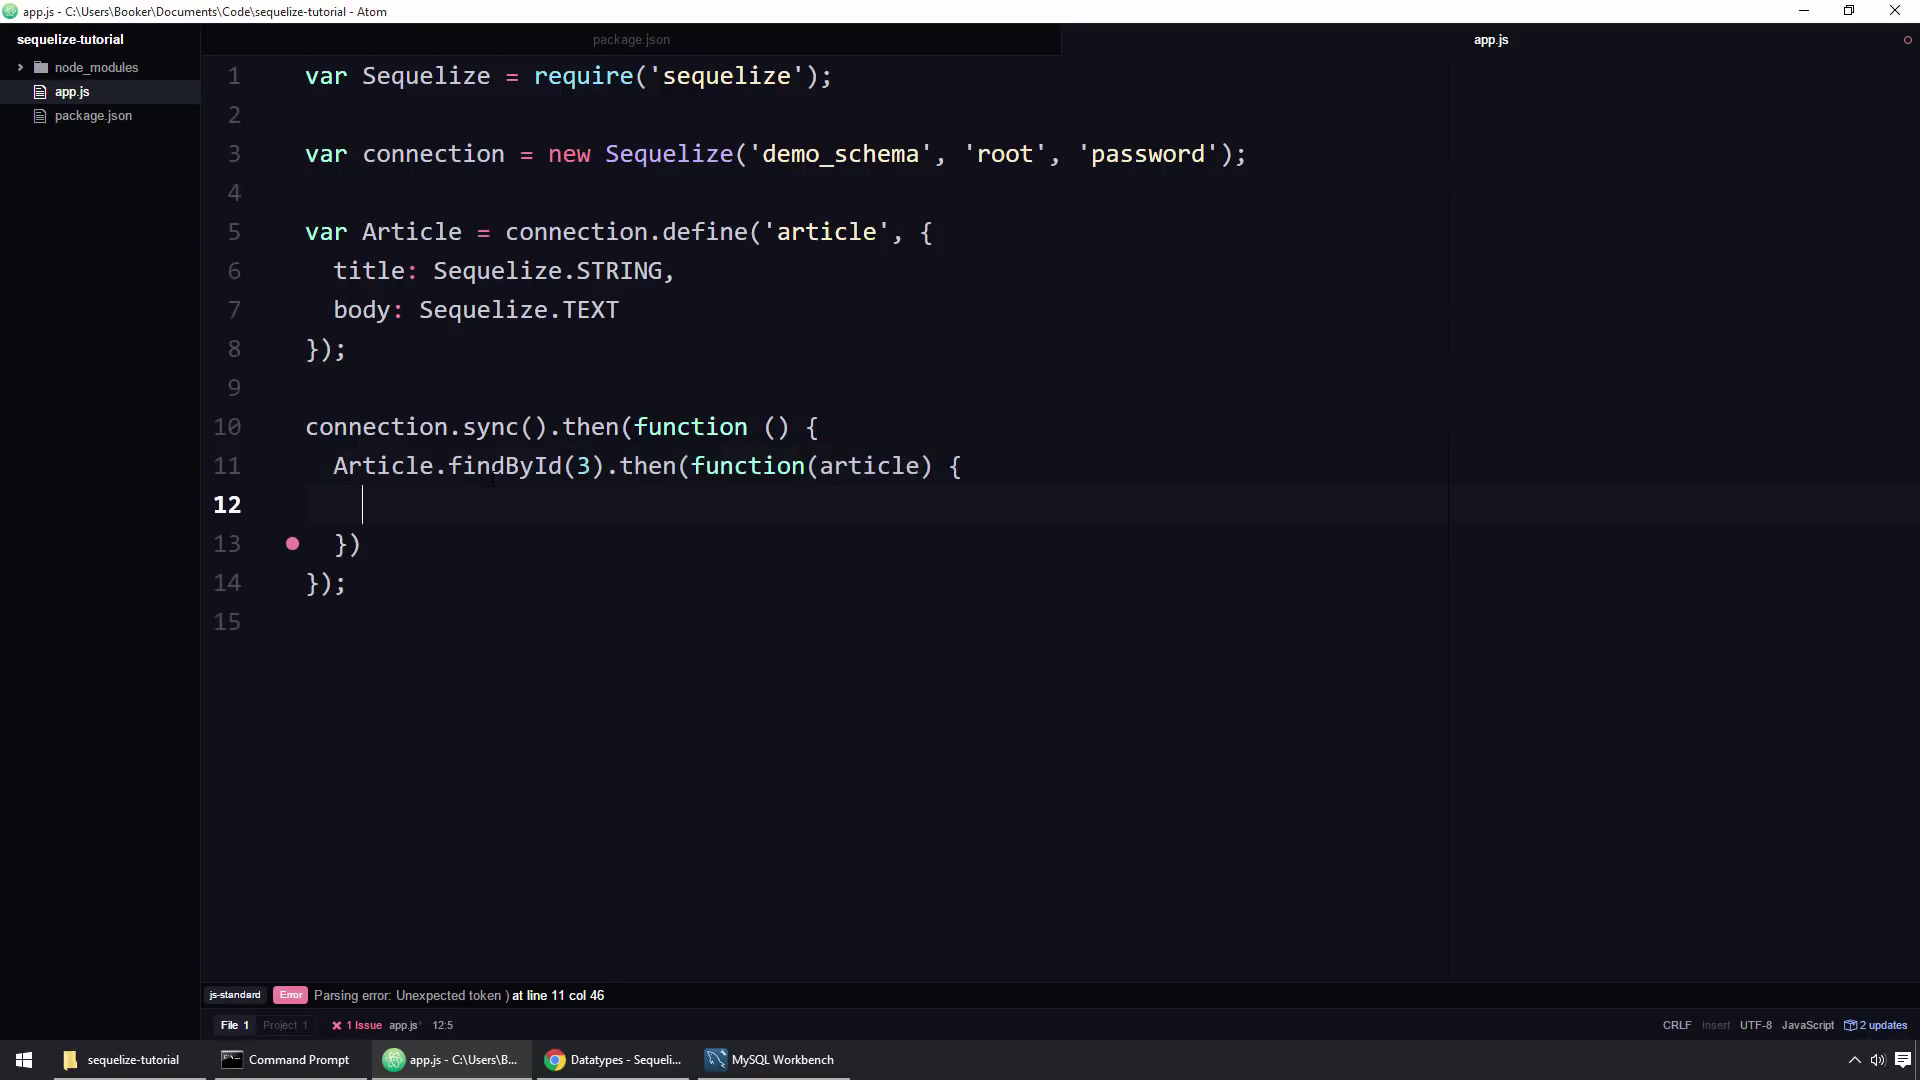 app.js - C:\Users\Booker\Documents\Code\sequelize-tutorial - Atom
sequelize-tutorial
node_modules
app.js
package.json
package.json
app.js
1 var Sequelize = require('sequelize');
2
3 var connection = new Sequelize('demo_schema', 'root', 'password');
4
5 var Article = connection.define('article', {
6 title: Sequelize.STRING,
7 body: Sequelize.TEXT
8 });
9
10 connection.sync().then(function () {
11 Article.findById(3).then(function(article) {
12
13 })
14 });
15
js-standard Error Parsing error: Unexpected token ) at line 11 col 46
File 1 Project 1 1 Issue app.js* 12:5 CRLF Insert UTF-8 JavaScript 2 updates
sequelize-tutorial Command Prompt app.js - C:\Users\B... Datatypes - Sequeli... MySQL Workbench